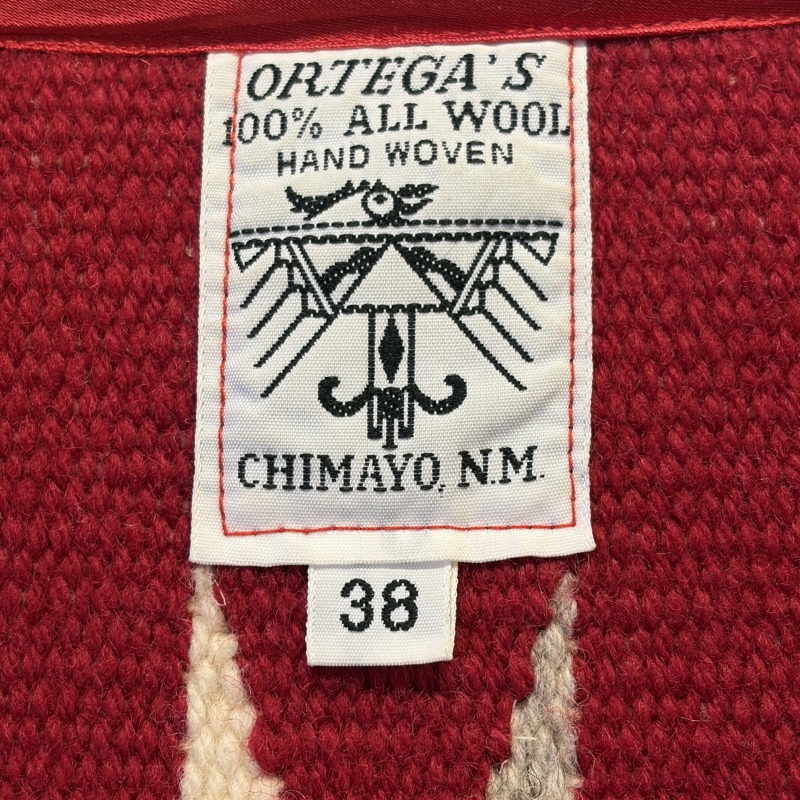 ORTEGA'S
100% ALL WOOL
HAND WOVEN
CHIMAYO, N.M.
38